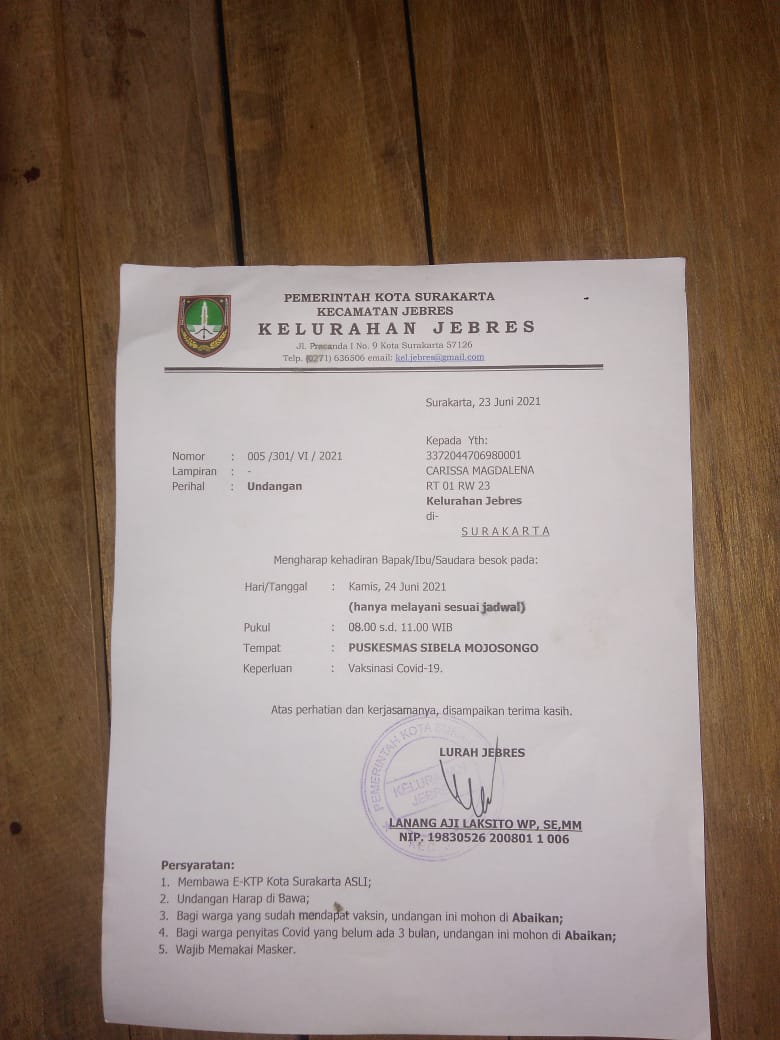 PEMERINTAH KOTA SURAKARTA
KECAMATAN JEBRES
KELURAHAN JEBRES
Jl. Pracanda I No. 9 Kota Surakarta 57126
Telp. (0271) 636506 email: kel.jebres@gmail.com
Surakarta, 23 Juni 2021
Kepada Yth:
Nomor : 005 /301/ VI / 2021 3372044706980001
Lampiran : - CARISSA MAGDALENA
Perihal : Undangan RT 01 RW 23
Kelurahan Jebres
di-
SURAKARTA
Mengharap kehadiran Bapak/Ibu/Saudara besok pada:
Hari/Tanggal : Kamis, 24 Juni 2021
(hanya melayani sesuai jadwal)
Pukul : 08.00 s.d. 11.00 WIB
Tempat : PUSKESMAS SIBELA MOJOSONGO
Keperluan : Vaksinasi Covid-19.
Atas perhatian dan kerjasamanya, disampaikan terima kasih.
LURAH JEBRES
PEMERINTAH KOTA
KELURAHAN
JEBRES
LANANG AJI LAKSITO WP, SE,MM
NIP. 19830526 200801 1 006
Persyaratan:
1. Membawa E-KTP Kota Surakarta ASLI;
2. Undangan Harap di Bawa;
3. Bagi warga yang sudah mendapat vaksin, undangan ini mohon di Abaikan;
4. Bagi warga penyitas Covid yang belum ada 3 bulan, undangan ini mohon di Abaikan;
5. Wajib Memakai Masker.